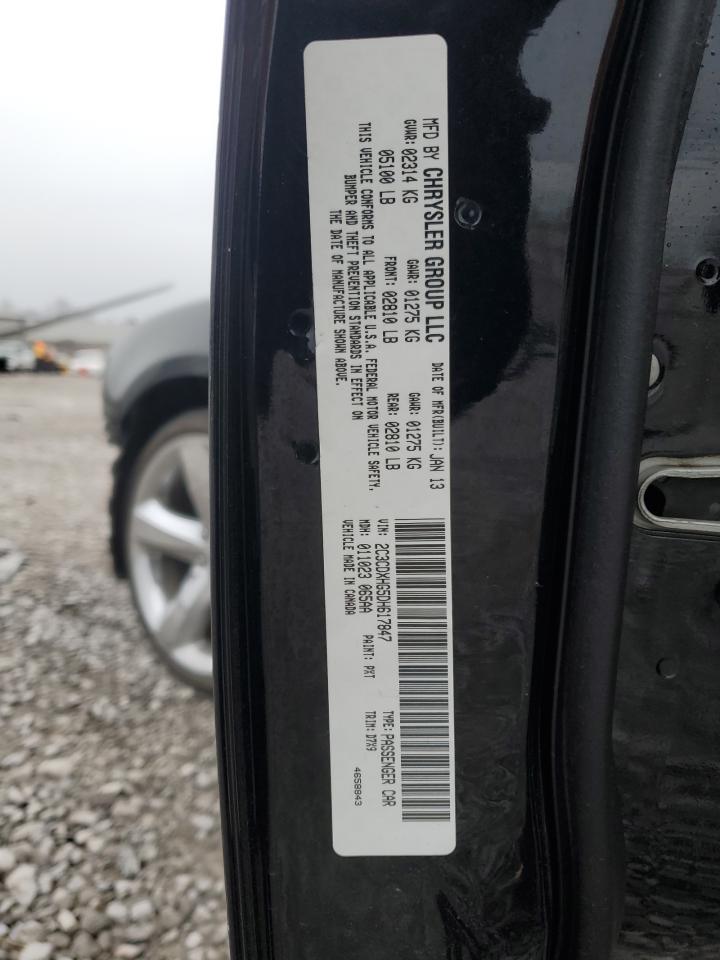 MFD BY CHRYSLER GROUP LLC DATE OF MFR(BUILT): JAN 13
GVWR: 02314 KG GAWR: 01275 KG GAWR: 01275 KG
05100 LB FRONT: 02810 LB REAR: 02810 LB
THIS VEHICLE CONFORMS TO ALL APPLICABLE U.S.A. FEDERAL MOTOR VEHICLE SAFETY,
BUMPER AND THEFT PREVENTION STANDARDS IN EFFECT ON
THE DATE OF MANUFACTURE SHOWN ABOVE.
VIN: 2C3CDXHG5DH617847 TYPE: PASSENGER CAR
MDH: 011023 065AA PAINT: PXT TRIM: D7X9
VEHICLE MADE IN CANADA 4658843